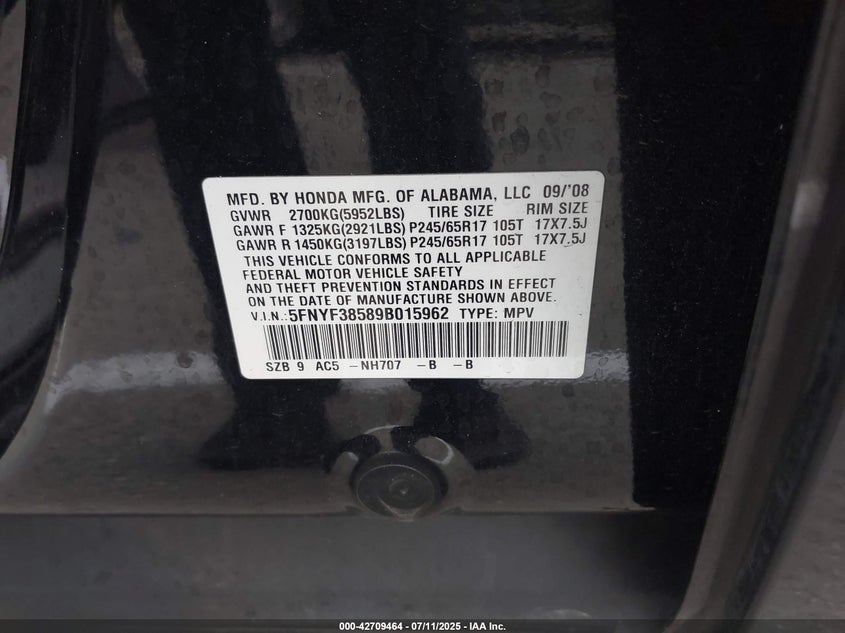 MFD. BY HONDA MFG. OF ALABAMA, LLC 09/'08
GVWR 2700KG(5952LBS) TIRE SIZE RIM SIZE
GAWR F 1325KG(2921LBS) P245/65R17 105T 17X7.5J
GAWR R 1450KG(3197LBS) P245/65R17 105T 17X7.5J
THIS VEHICLE CONFORMS TO ALL APPLICABLE
FEDERAL MOTOR VEHICLE SAFETY
AND THEFT PREVENTION STANDARDS IN EFFECT
ON THE DATE OF MANUFACTURE SHOWN ABOVE.
V.I.N.:5FNYF38589B015962 TYPE: MPV
SZB 9 AC5 -NH707 -B -B
000-42709464 - 07/11/2025 - IAA Inc.